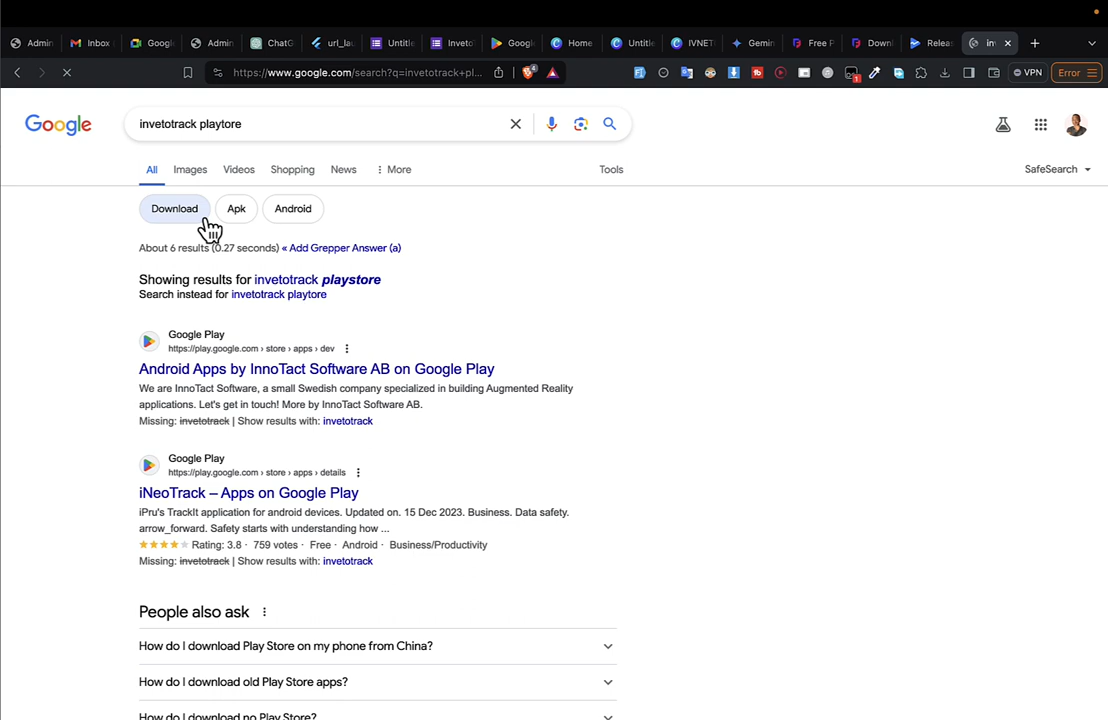 Admin
Inbox
Google
Admin
ChatG
url_la
Untitle
Inveto
Googl
Home
Untitle
IVNET
Gemin
Free P
Downl
Relea
in
https://www.google.com/search?q=invetotrack+pl...
4
1
VPN
Error
Google
invetotrack playtore
All
Images
Videos
Shopping
News
More
Tools
SafeSearch
Download
Apk
Android
About 6 results (0.27 seconds) « Add Grepper Answer (a)
Showing results for invetotrack playstore
Search instead for invetotrack playtore
Google Play
https://play.google.com › store › apps › dev
Android Apps by InnoTact Software AB on Google Play
We are InnoTact Software, a small Swedish company specialized in building Augmented Reality
applications. Let's get in touch! More by InnoTact Software AB.
Missing: invetotrack | Show results with: invetotrack
Google Play
https://play.google.com › store › apps › details
iNeoTrack – Apps on Google Play
iPru's TrackIt application for android devices. Updated on. 15 Dec 2023. Business. Data safety.
arrow_forward. Safety starts with understanding how ...
Rating: 3.8 · 759 votes · Free · Android · Business/Productivity
Missing: invetotrack | Show results with: invetotrack
People also ask
How do I download Play Store on my phone from China?
How do I download old Play Store apps?
How do I download no Play Store?